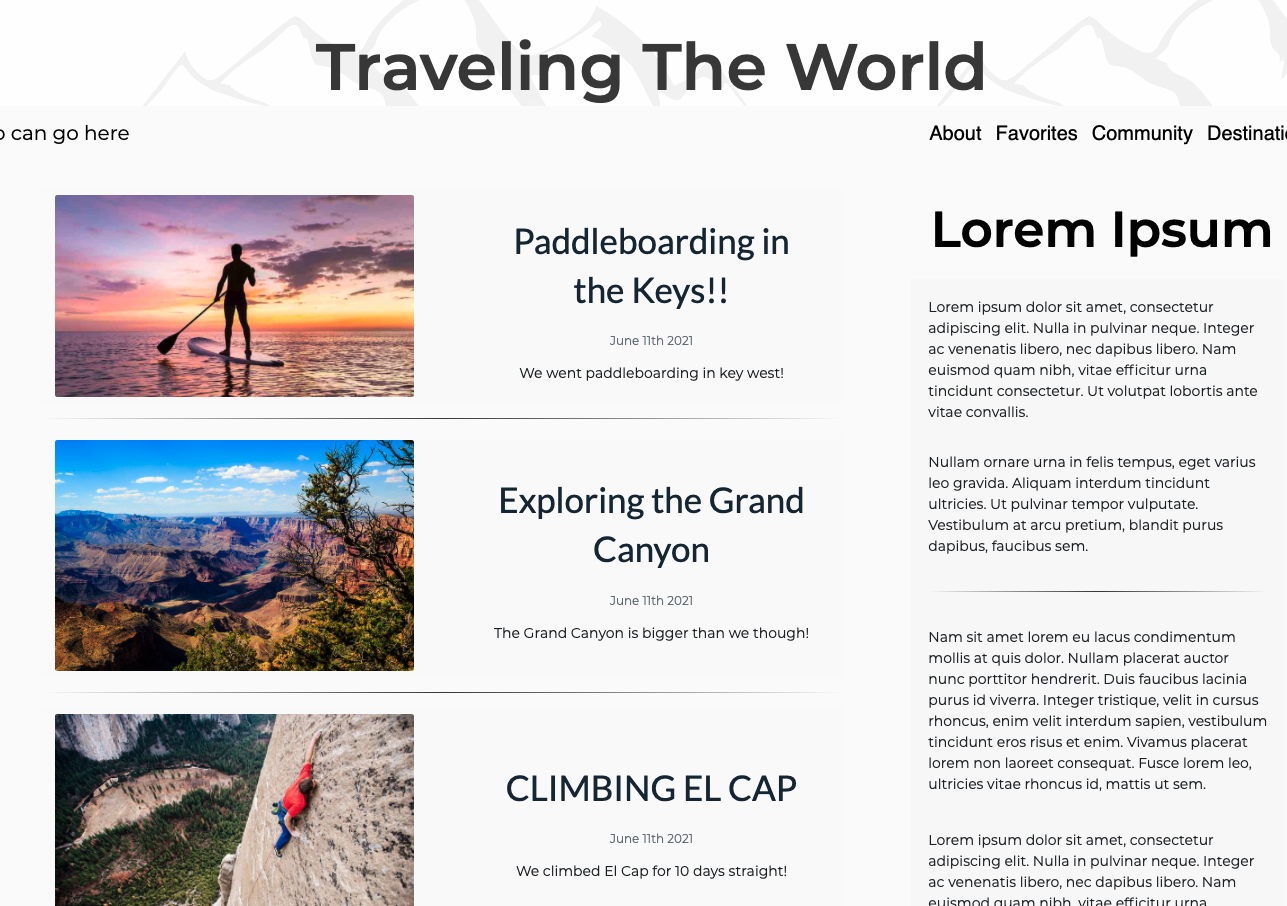 Traveling The World
can go here
About Favorites Community
Paddleboarding in
the Keys!!
June 11th 2021
We went paddleboarding in key west!
Exploring the Grand
Canyon
June 11th 2021
The Grand Canyon is bigger than we though!
CLIMBING EL CAP
June 11th 2021
We climbed El Cap for 10 days straight!
Lorem Ipsum
Lorem ipsum dolor sit amet, consectetur
adipiscing elit. Nulla in pulvinar neque. Integer
ac venenatis libero, nec dapibus libero. Nam
euismod quam nibh, vitae efficitur urna
tincidunt consectetur. Ut volutpat lobortis ante
vitae convallis.
Nullam ornare urna in felis tempus, eget varius
leo gravida. Aliquam interdum tincidunt
ultricies. Ut pulvinar tempor vulputate.
Vestibulum at arcu pretium, blandit purus
dapibus, faucibus sem.
Nam sit amet lorem eu lacus condimentum
mollis at quis dolor. Nullam placerat auctor
nunc porttitor hendrerit. Duis faucibus lacinia
purus id viverra. Integer tristique, velit in cursus
rhoncus, enim velit interdum sapien, vestibulum
tincidunt eros risus et enim. Vivamus placerat
lorem non laoreet consequat. Fusce lorem leo,
ultricies vitae rhoncus id, mattis ut sem.
Lorem ipsum dolor sit amet, consectetur
adipiscing elit. Nulla in pulvinar neque. Integer
ac venenatis libero, nec dapibus libero. Nam
euismod quam nibh, vitae efficitur urna